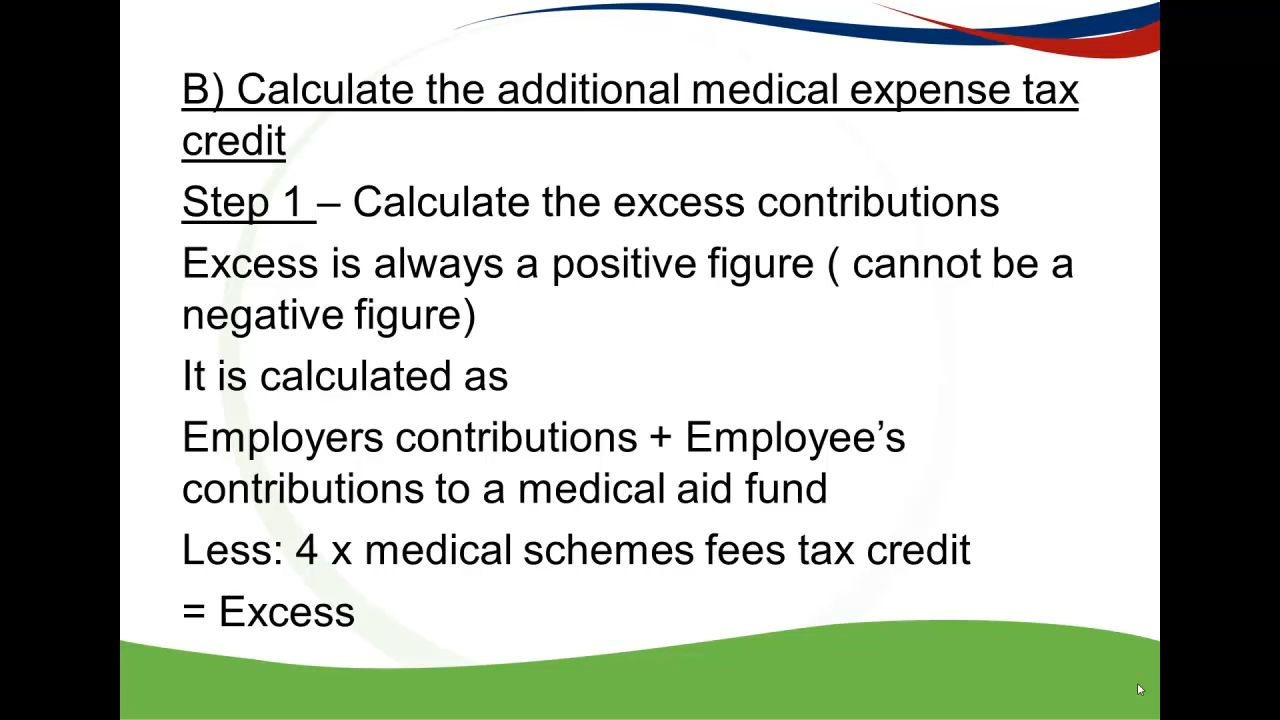 B) Calculate the additional medical expense tax
credit
Step 1 – Calculate the excess contributions
Excess is always a positive figure ( cannot be a
negative figure)
It is calculated as
Employers contributions + Employee’s
contributions to a medical aid fund
Less: 4 x medical schemes fees tax credit
= Excess